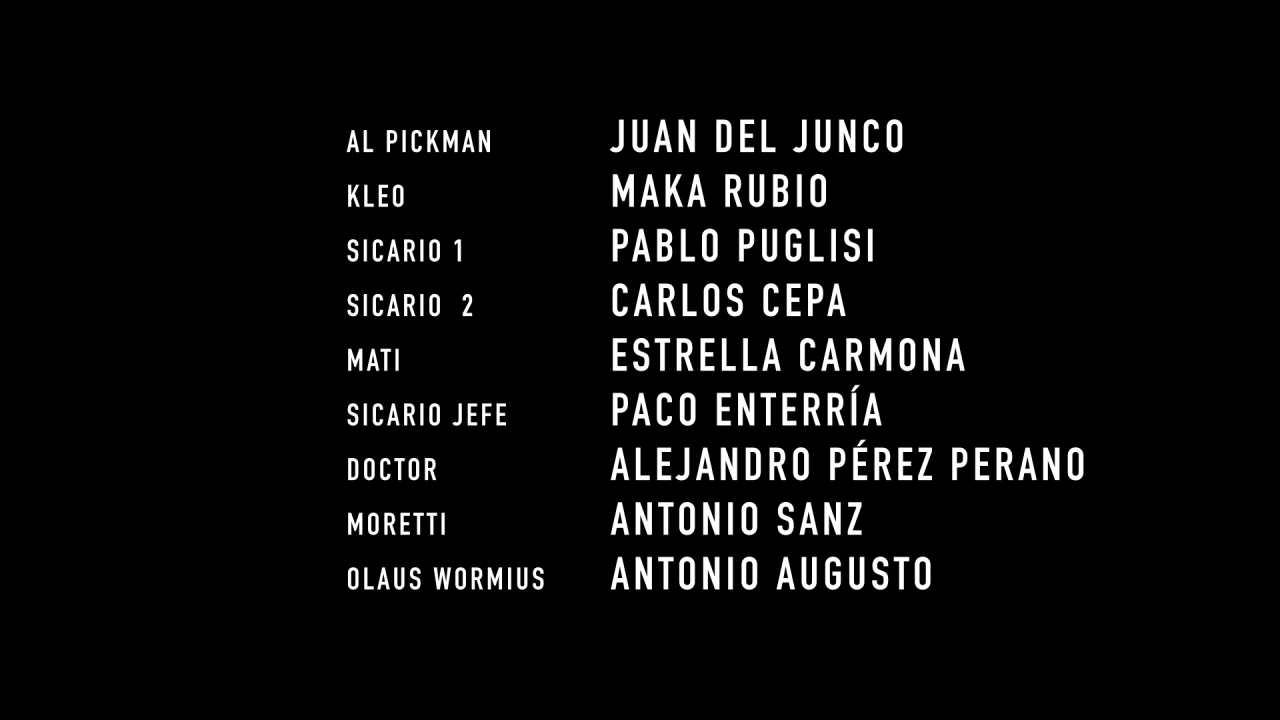 AL PICKMAN JUAN DEL JUNCO
KLEO MAKA RUBIO
SICARIO 1 PABLO PUGLISI
SICARIO 2 CARLOS CEPA
MATI ESTRELLA CARMONA
SICARIO JEFE PACO ENTERRÍA
DOCTOR ALEJANDRO PÉREZ PERANO
MORETTI ANTONIO SANZ
OLAUS WORMIUS ANTONIO AUGUSTO